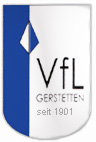 VfL
GERSTETTEN
seit 1901